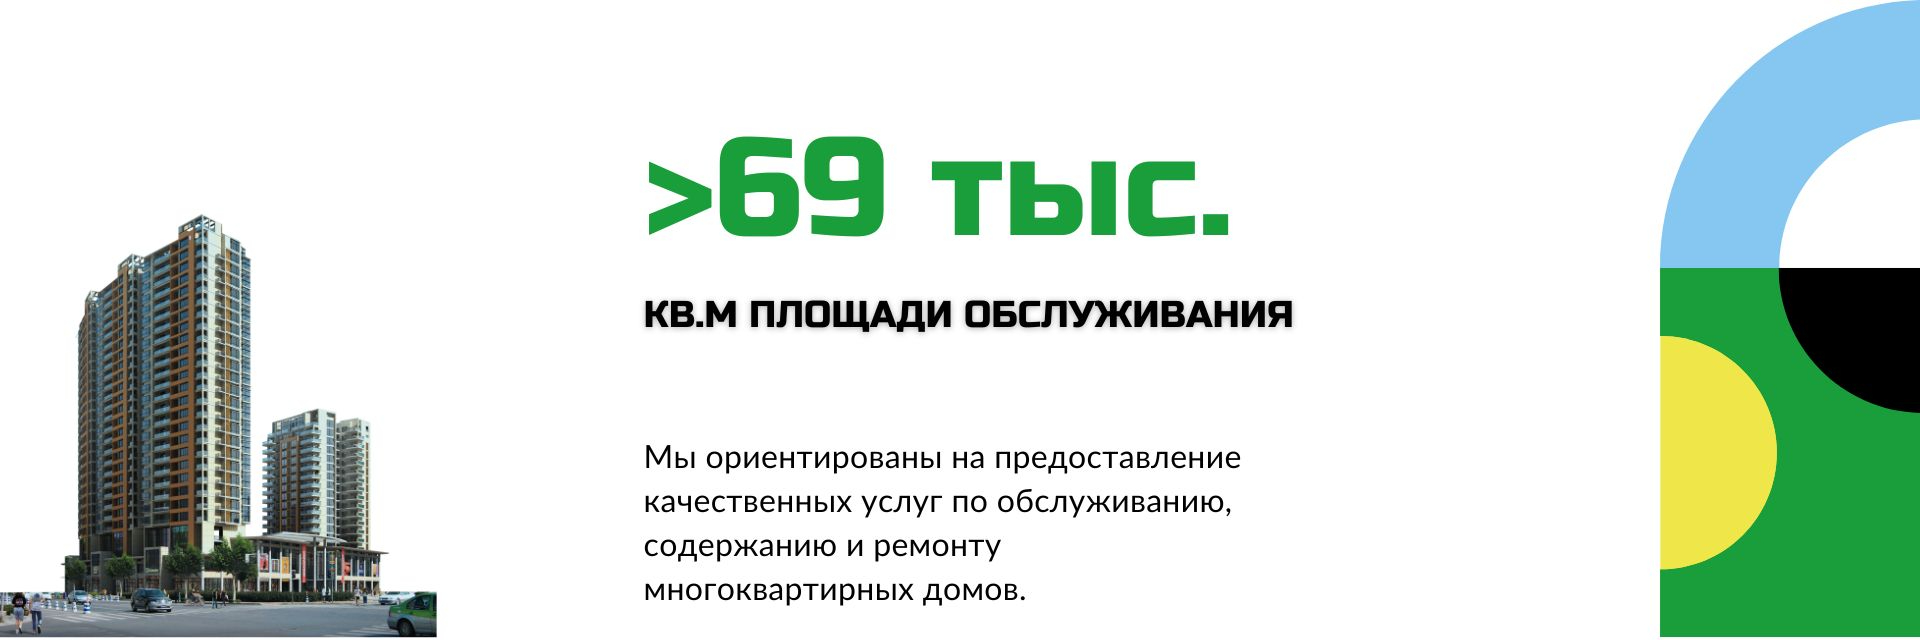 >69 тыс.
КВ.М ПЛОЩАДИ ОБСЛУЖИВАНИЯ
Мы ориентированы на предоставление
качественных услуг по обслуживанию,
содержанию и ремонту
многоквартирных домов.